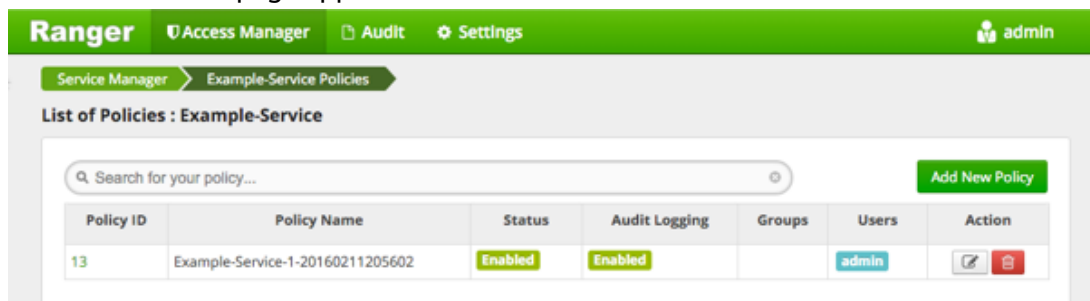 Ranger Access Manager Audit Settings admin
Service Manager Example-Service Policies
List of Policies : Example-Service
Search for your policy... Add New Policy
Policy ID Policy Name Status Audit Logging Groups Users Action
13 Example-Service-1-20160211205602 Enabled Enabled admin